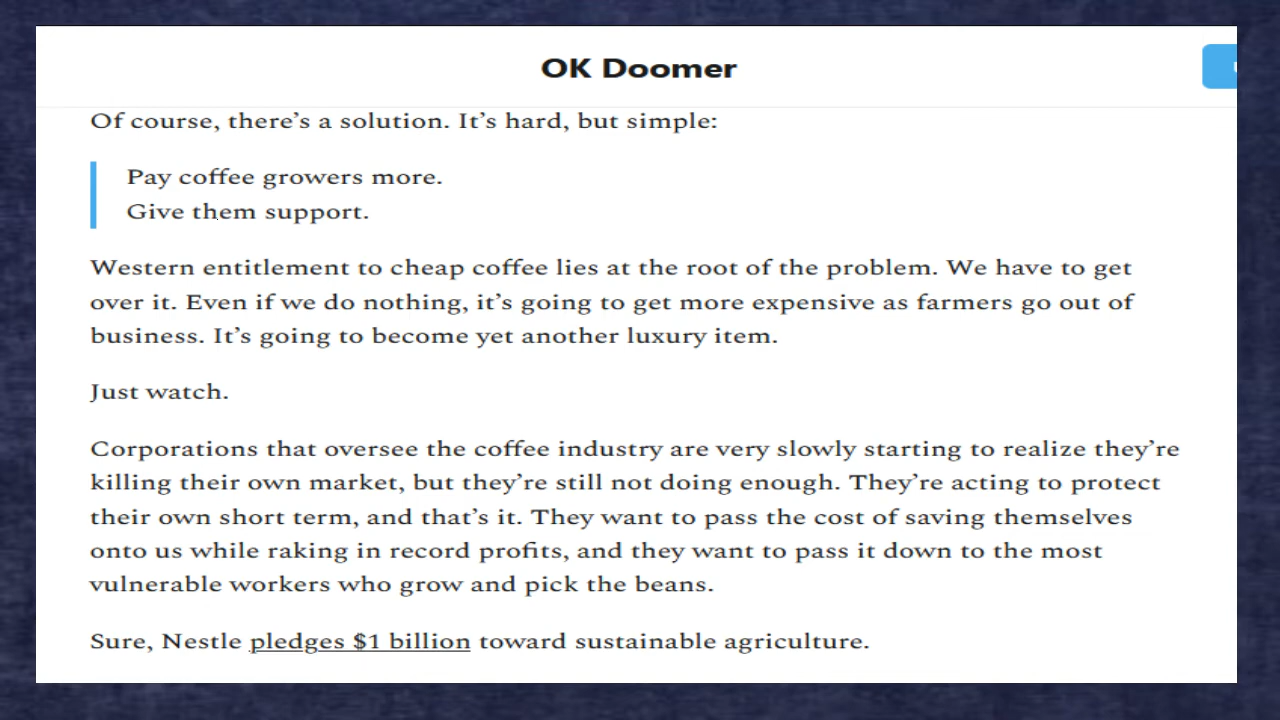 OK Doomer
Of course, there’s a solution. It’s hard, but simple:
Pay coffee growers more.
Give them support.
Western entitlement to cheap coffee lies at the root of the problem. We have to get
over it. Even if we do nothing, it’s going to get more expensive as farmers go out of
business. It’s going to become yet another luxury item.
Just watch.
Corporations that oversee the coffee industry are very slowly starting to realize they’re
killing their own market, but they’re still not doing enough. They’re acting to protect
their own short term, and that’s it. They want to pass the cost of saving themselves
onto us while raking in record profits, and they want to pass it down to the most
vulnerable workers who grow and pick the beans.
Sure, Nestle pledges $1 billion toward sustainable agriculture.